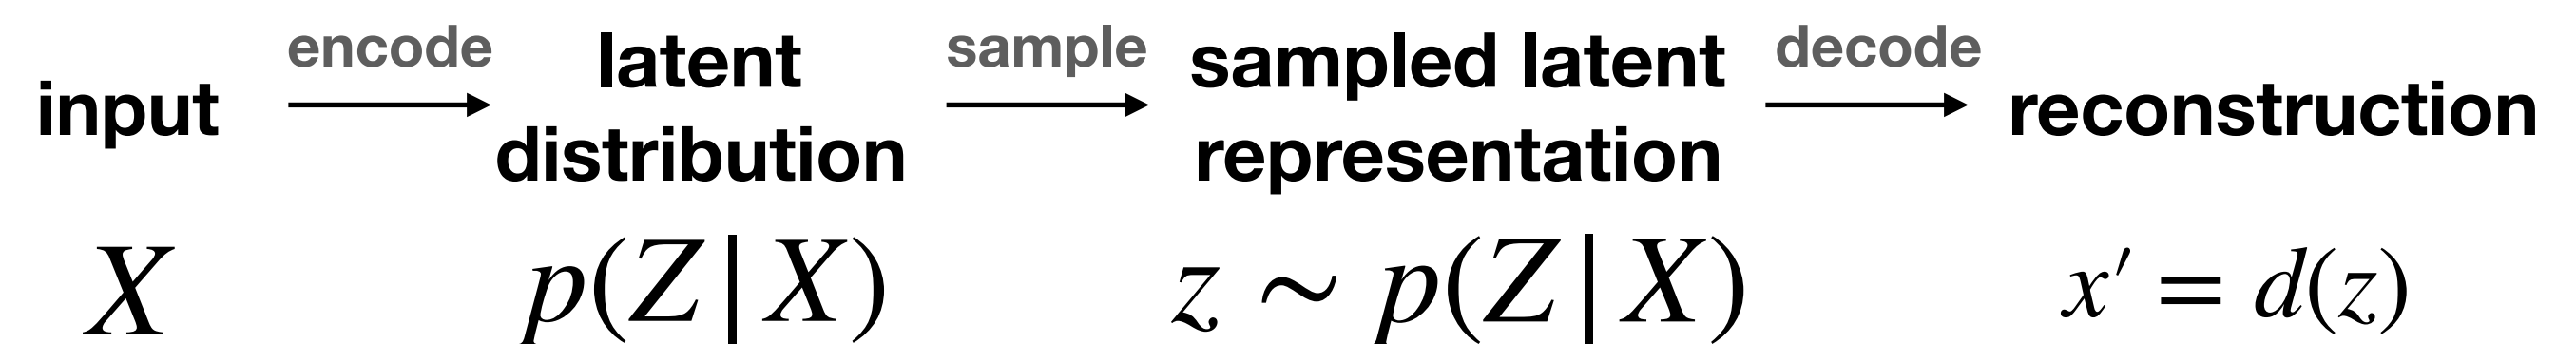 encode
sample
decode
input
latent
distribution
sampled latent
representation
reconstruction
X
p(Z|X)
z ~ p(Z|X)
x′ = d(z)